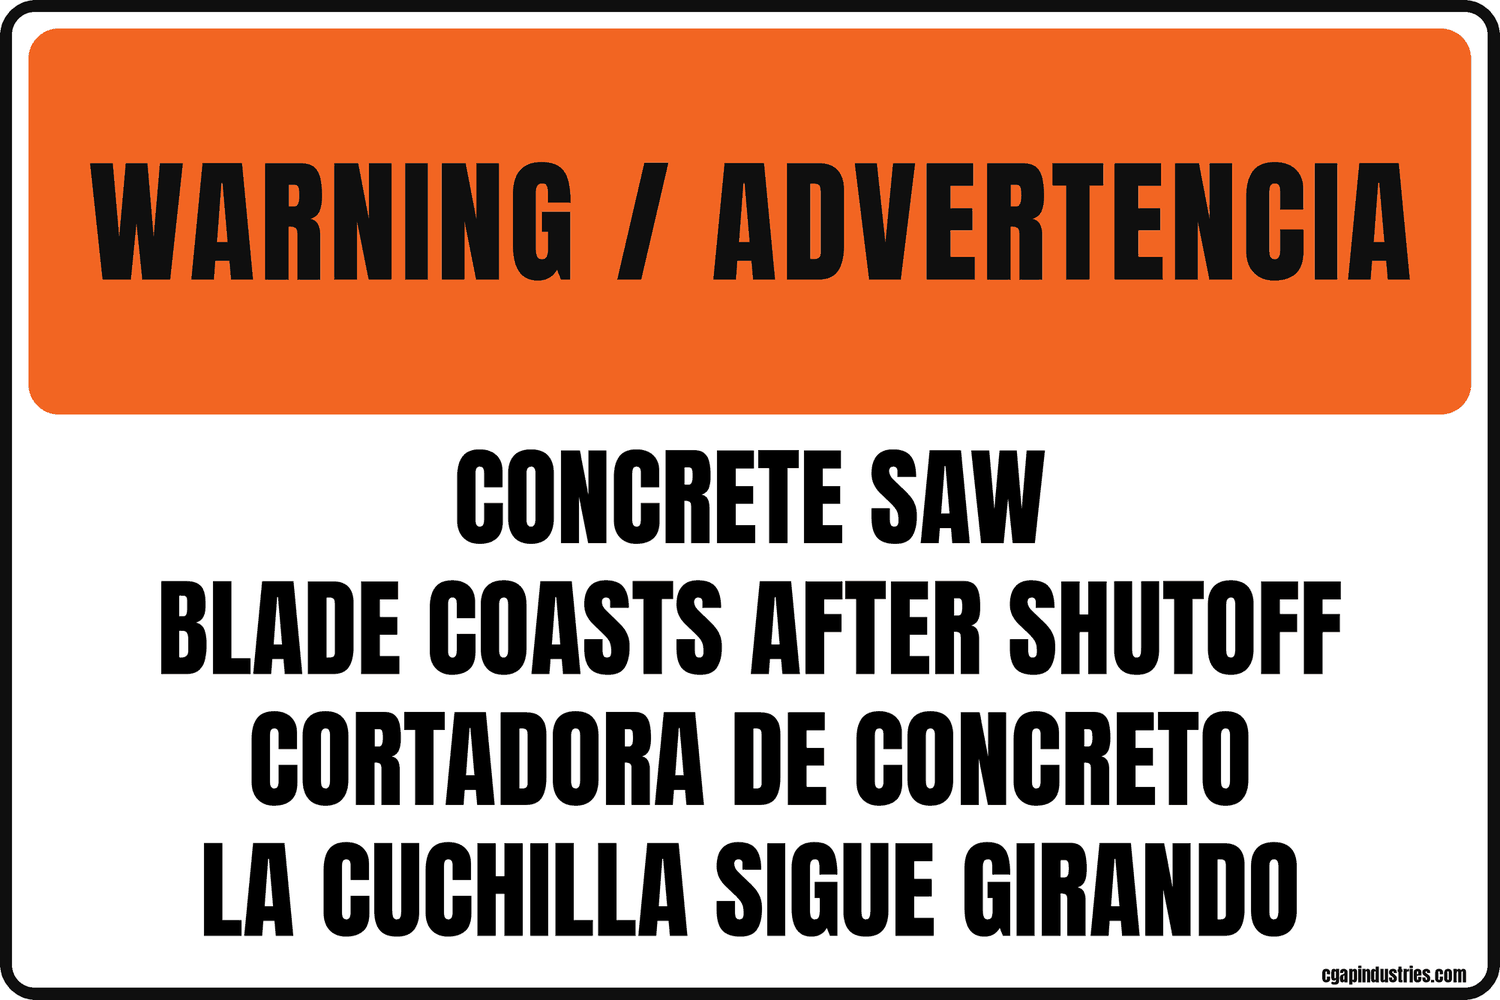 WARNING / ADVERTENCIA
CONCRETE SAW
BLADE COASTS AFTER SHUTOFF
CORTADORA DE CONCRETO
LA CUCHILLA SIGUE GIRANDO
cgapindustries.com